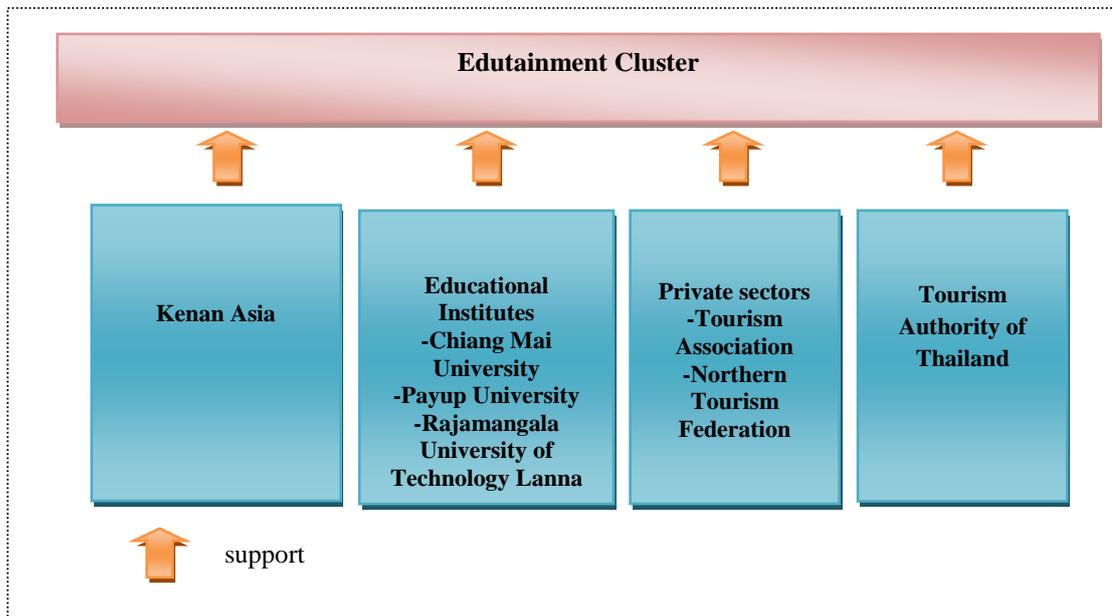 Edutainment Cluster
Kenan Asia
Educational
Institutes
-Chiang Mai
University
-Payup University
-Rajamangala
University of
Technology Lanna
Private sectors
-Tourism
Association
-Northern
Tourism
Federation
Tourism
Authority of
Thailand
support